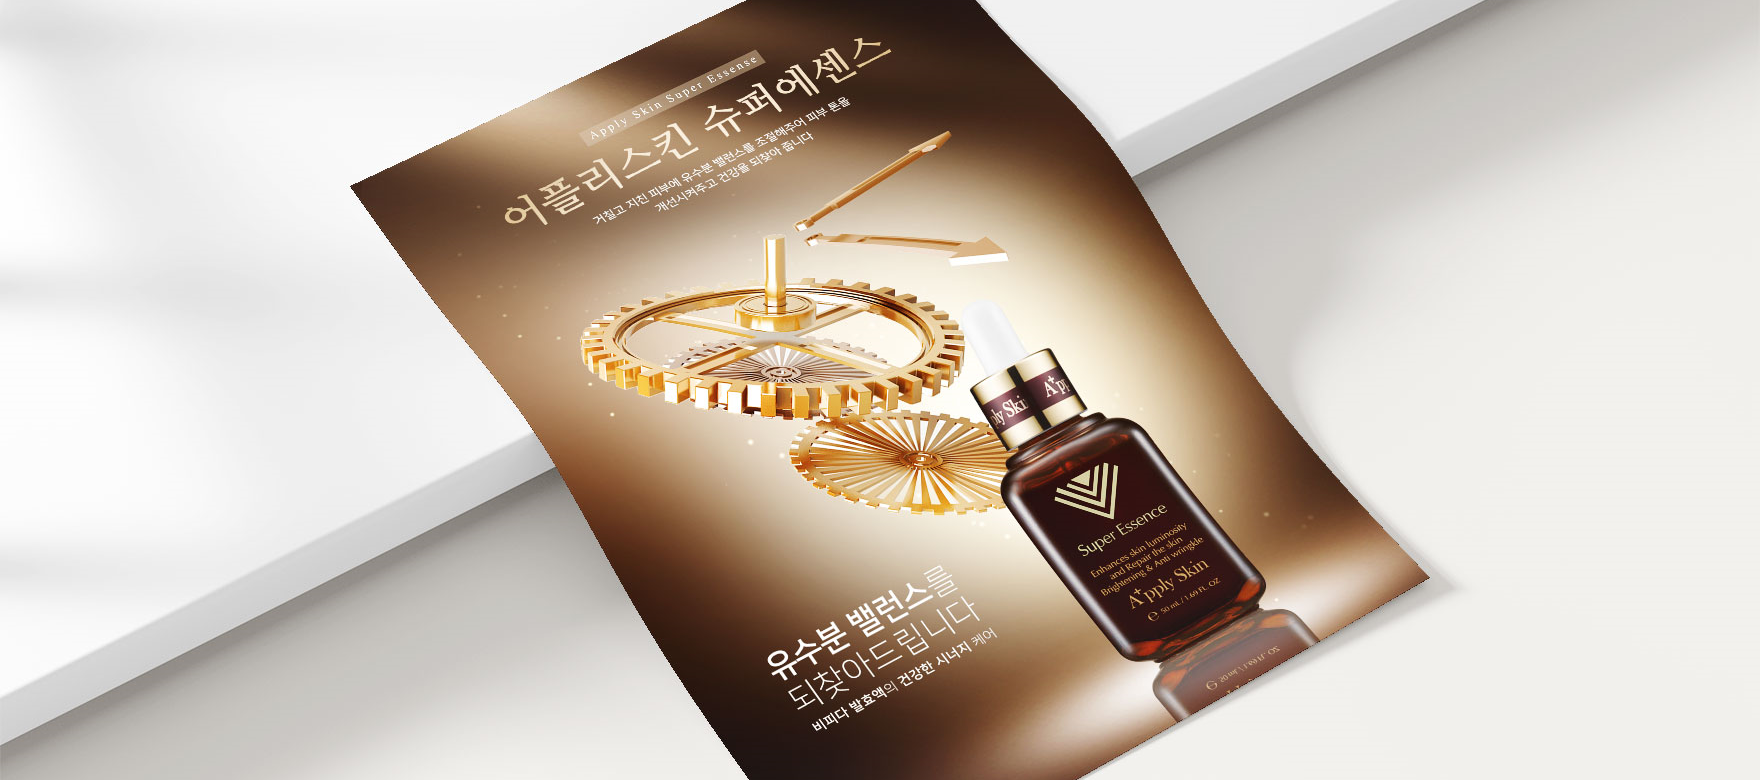 Apply Skin Super Essense
어플리스킨 슈퍼에센스
거칠고 지친 피부에 유수분 밸런스를 조절해주어 피부 톤을
개선시켜주고 건강을 되찾아 줍니다
ply Skin
A+pp
Super Essence
Enhances skin luminosity
and Repair the skin
Brightening & Anti wrinkle
A+pply Skin
℮ 50 mL / 1.69 FL. OZ
유수분 밸런스를
되찾아드립니다
비피다 발효액의 건강한 시너지 케어